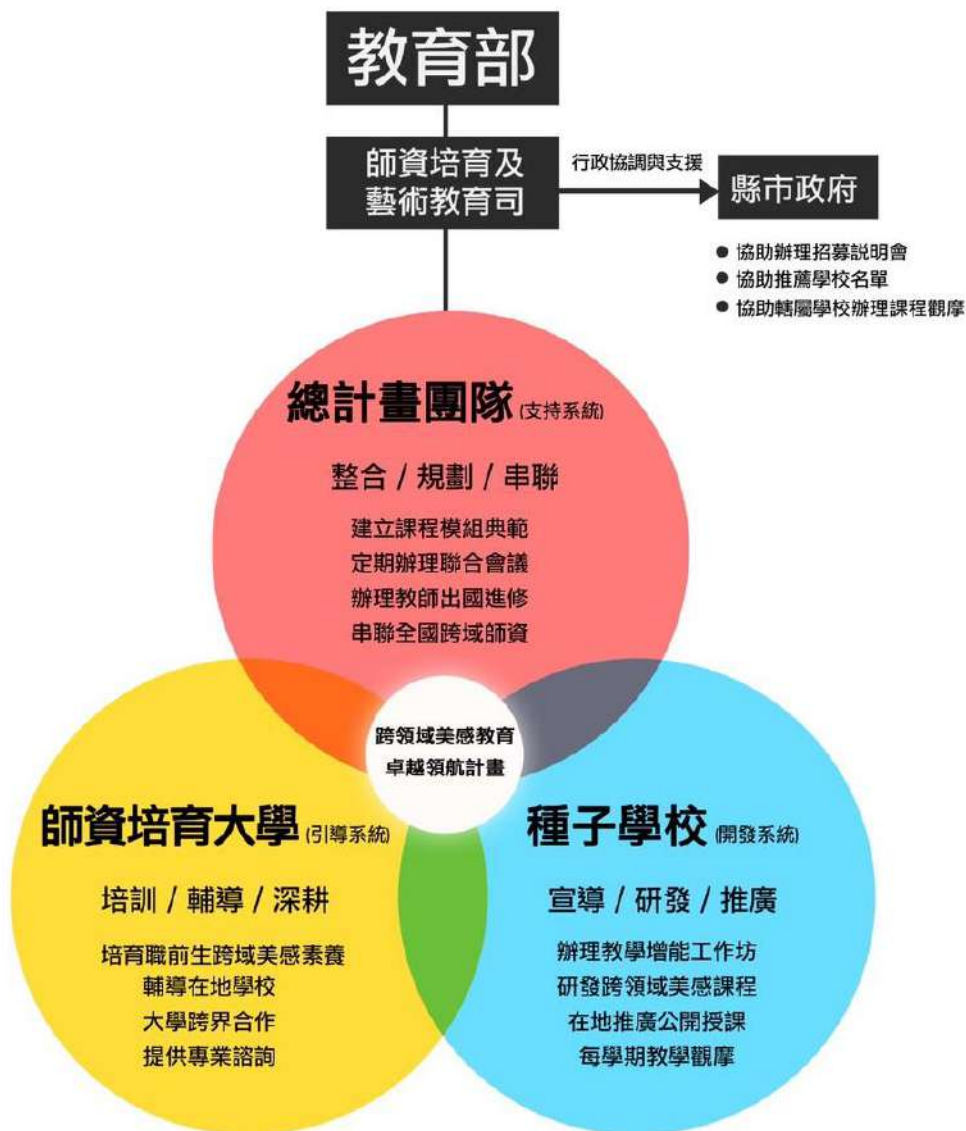 教育部
師資培育及
藝術教育司
行政協調與支援
縣市政府
● 協助辦理招募説明會
● 協助推薦學校名單
● 協助轄屬學校辦理課程觀摩
總計畫團隊 (支持系統)
整合 / 規劃 / 串聯
建立課程模組典範
定期辦理聯合會議
辦理教師出國進修
串聯全國跨域師資
跨領域美感教育
卓越領航計畫
師資培育大學 (引導系統)
培訓 / 輔導 / 深耕
培育職前生跨域美感素養
輔導在地學校
大學跨界合作
提供專業諮詢
種子學校 (開發系統)
宣導 / 研發 / 推廣
辦理教學增能工作坊
研發跨領域美感課程
在地推廣公開授課
每學期教學觀摩